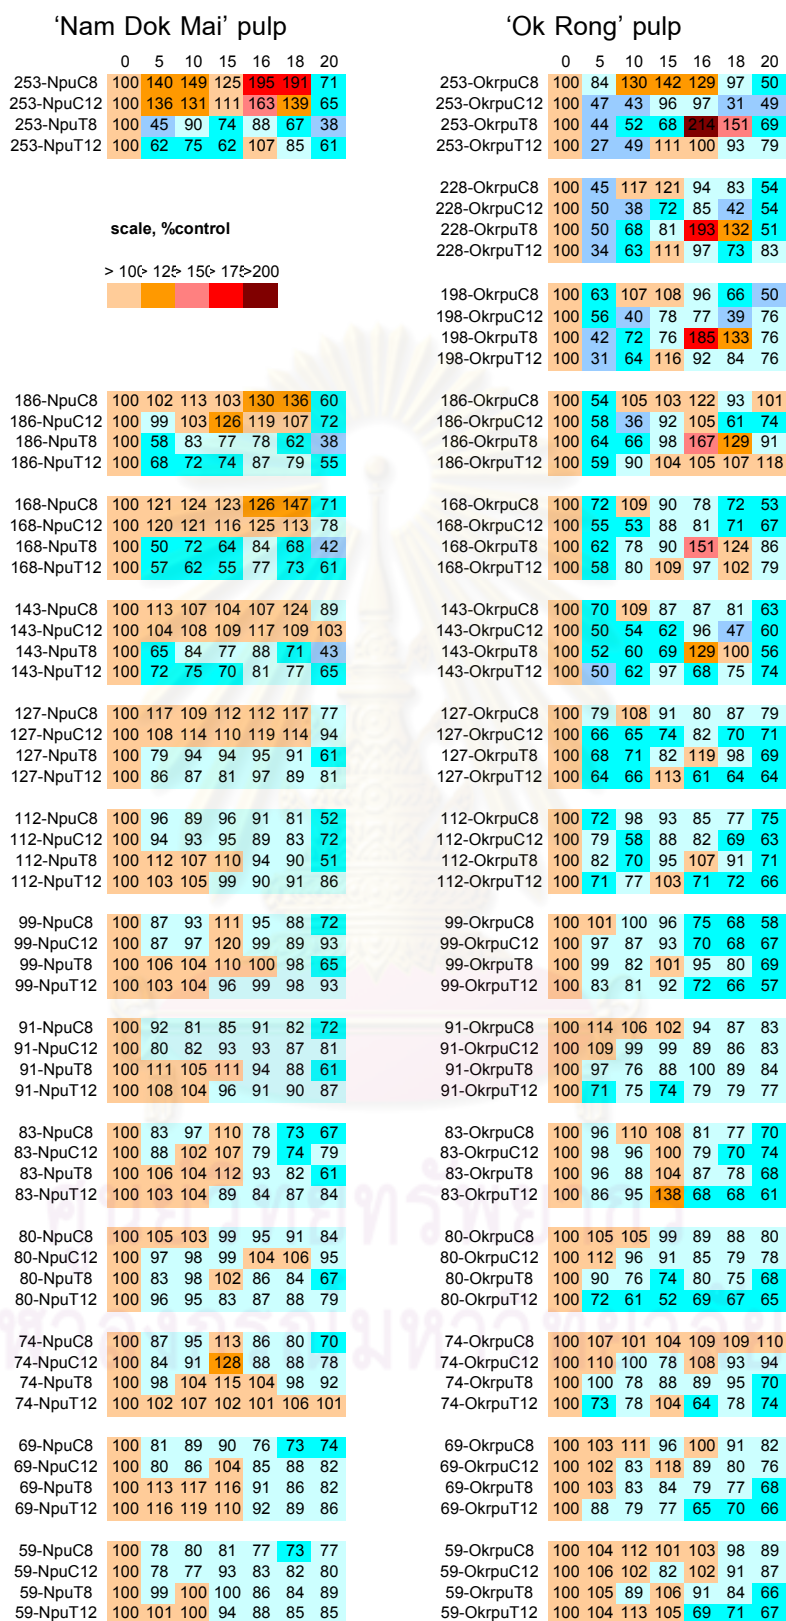 'Nam Dok Mai' pulp
0 5 10 15 16 18 20
253-NpuC8 100 140 149 125 195 191 71
253-NpuC12 100 136 131 111 163 139 65
253-NpuT8 100 45 90 74 88 67 38
253-NpuT12 100 62 75 62 107 85 61
scale, %control
> 100 > 125 > 150 > 175 >200
186-NpuC8 100 102 113 103 130 136 60
186-NpuC12 100 99 103 126 119 107 72
186-NpuT8 100 58 83 77 78 62 38
186-NpuT12 100 68 72 74 87 79 55
168-NpuC8 100 121 124 123 126 147 71
168-NpuC12 100 120 121 116 125 113 78
168-NpuT8 100 50 72 64 84 68 42
168-NpuT12 100 57 62 55 77 73 61
143-NpuC8 100 113 107 104 107 124 89
143-NpuC12 100 104 108 109 117 109 103
143-NpuT8 100 65 84 77 88 71 43
143-NpuT12 100 72 75 70 81 77 65
127-NpuC8 100 117 109 112 112 117 77
127-NpuC12 100 108 114 110 119 114 94
127-NpuT8 100 79 94 94 95 91 61
127-NpuT12 100 86 87 81 97 89 81
112-NpuC8 100 96 89 96 91 81 52
112-NpuC12 100 94 93 95 89 83 72
112-NpuT8 100 112 107 110 94 90 51
112-NpuT12 100 103 105 99 90 91 86
99-NpuC8 100 87 93 111 95 88 72
99-NpuC12 100 87 97 120 99 89 93
99-NpuT8 100 106 104 110 100 98 65
99-NpuT12 100 103 104 96 99 98 93
91-NpuC8 100 92 81 85 91 82 72
91-NpuC12 100 80 82 93 93 87 81
91-NpuT8 100 111 105 111 94 88 61
91-NpuT12 100 108 104 96 91 90 87
83-NpuC8 100 83 97 110 78 73 67
83-NpuC12 100 88 102 107 79 74 79
83-NpuT8 100 106 104 112 93 82 61
83-NpuT12 100 103 104 89 84 87 84
80-NpuC8 100 105 103 99 95 91 84
80-NpuC12 100 97 98 99 104 106 95
80-NpuT8 100 83 98 102 86 84 67
80-NpuT12 100 96 95 83 87 88 79
74-NpuC8 100 87 95 113 86 80 70
74-NpuC12 100 84 91 128 88 88 78
74-NpuT8 100 98 104 115 104 98 92
74-NpuT12 100 102 107 102 101 106 101
69-NpuC8 100 81 89 90 76 73 74
69-NpuC12 100 80 86 104 85 88 82
69-NpuT8 100 113 117 116 91 86 82
69-NpuT12 100 116 119 110 92 89 86
59-NpuC8 100 78 80 81 77 73 77
59-NpuC12 100 78 77 93 83 82 80
59-NpuT8 100 99 100 100 86 84 89
59-NpuT12 100 101 100 94 88 85 85
'Ok Rong' pulp
0 5 10 15 16 18 20
253-OkrpuC8 100 84 130 142 129 97 50
253-OkrpuC12 100 47 43 96 97 31 49
253-OkrpuT8 100 44 52 68 214 151 69
253-OkrpuT12 100 27 49 111 100 93 79
228-OkrpuC8 100 45 117 121 94 83 54
228-OkrpuC12 100 50 38 72 85 42 54
228-OkrpuT8 100 50 68 81 193 132 51
228-OkrpuT12 100 34 63 111 97 73 83
198-OkrpuC8 100 63 107 108 96 66 50
198-OkrpuC12 100 56 40 78 77 39 76
198-OkrpuT8 100 42 72 76 185 133 76
198-OkrpuT12 100 31 64 116 92 84 76
186-OkrpuC8 100 54 105 103 122 93 101
186-OkrpuC12 100 58 36 92 105 61 74
186-OkrpuT8 100 64 66 98 167 129 91
186-OkrpuT12 100 59 90 104 105 107 118
168-OkrpuC8 100 72 109 90 78 72 53
168-OkrpuC12 100 55 53 88 81 71 67
168-OkrpuT8 100 62 78 90 151 124 86
168-OkrpuT12 100 58 80 109 97 102 79
143-OkrpuC8 100 70 109 87 87 81 63
143-OkrpuC12 100 50 54 62 96 47 60
143-OkrpuT8 100 52 60 69 129 100 56
143-OkrpuT12 100 50 62 97 68 75 74
127-OkrpuC8 100 79 108 91 80 87 79
127-OkrpuC12 100 66 65 74 82 70 71
127-OkrpuT8 100 68 71 82 119 98 69
127-OkrpuT12 100 64 66 113 61 64 64
112-OkrpuC8 100 72 98 93 85 77 75
112-OkrpuC12 100 79 58 88 82 69 63
112-OkrpuT8 100 82 70 95 107 91 71
112-OkrpuT12 100 71 77 103 71 72 66
99-OkrpuC8 100 101 100 96 75 68 58
99-OkrpuC12 100 97 87 93 70 68 67
99-OkrpuT8 100 99 82 101 95 80 69
99-OkrpuT12 100 83 81 92 72 66 57
91-OkrpuC8 100 114 106 102 94 87 83
91-OkrpuC12 100 109 99 99 89 86 83
91-OkrpuT8 100 97 76 88 100 89 84
91-OkrpuT12 100 71 75 74 79 79 77
83-OkrpuC8 100 96 110 108 81 77 70
83-OkrpuC12 100 98 96 100 79 70 74
83-OkrpuT8 100 96 88 104 87 78 68
83-OkrpuT12 100 86 95 138 68 68 61
80-OkrpuC8 100 105 105 99 89 88 80
80-OkrpuC12 100 112 96 91 85 79 78
80-OkrpuT8 100 90 76 74 80 75 68
80-OkrpuT12 100 72 61 52 69 67 65
74-OkrpuC8 100 107 101 104 109 109 110
74-OkrpuC12 100 110 100 78 108 93 94
74-OkrpuT8 100 100 78 88 89 95 70
74-OkrpuT12 100 73 78 104 64 78 74
69-OkrpuC8 100 103 111 96 100 91 82
69-OkrpuC12 100 102 83 118 89 80 76
69-OkrpuT8 100 103 83 84 79 77 68
69-OkrpuT12 100 88 79 77 65 70 66
59-OkrpuC8 100 104 112 101 103 98 89
59-OkrpuC12 100 106 102 82 102 91 87
59-OkrpuT8 100 105 89 106 91 84 66
59-OkrpuT12 100 104 113 105 69 71 67
ศูนย์วิทยทรัพยากร